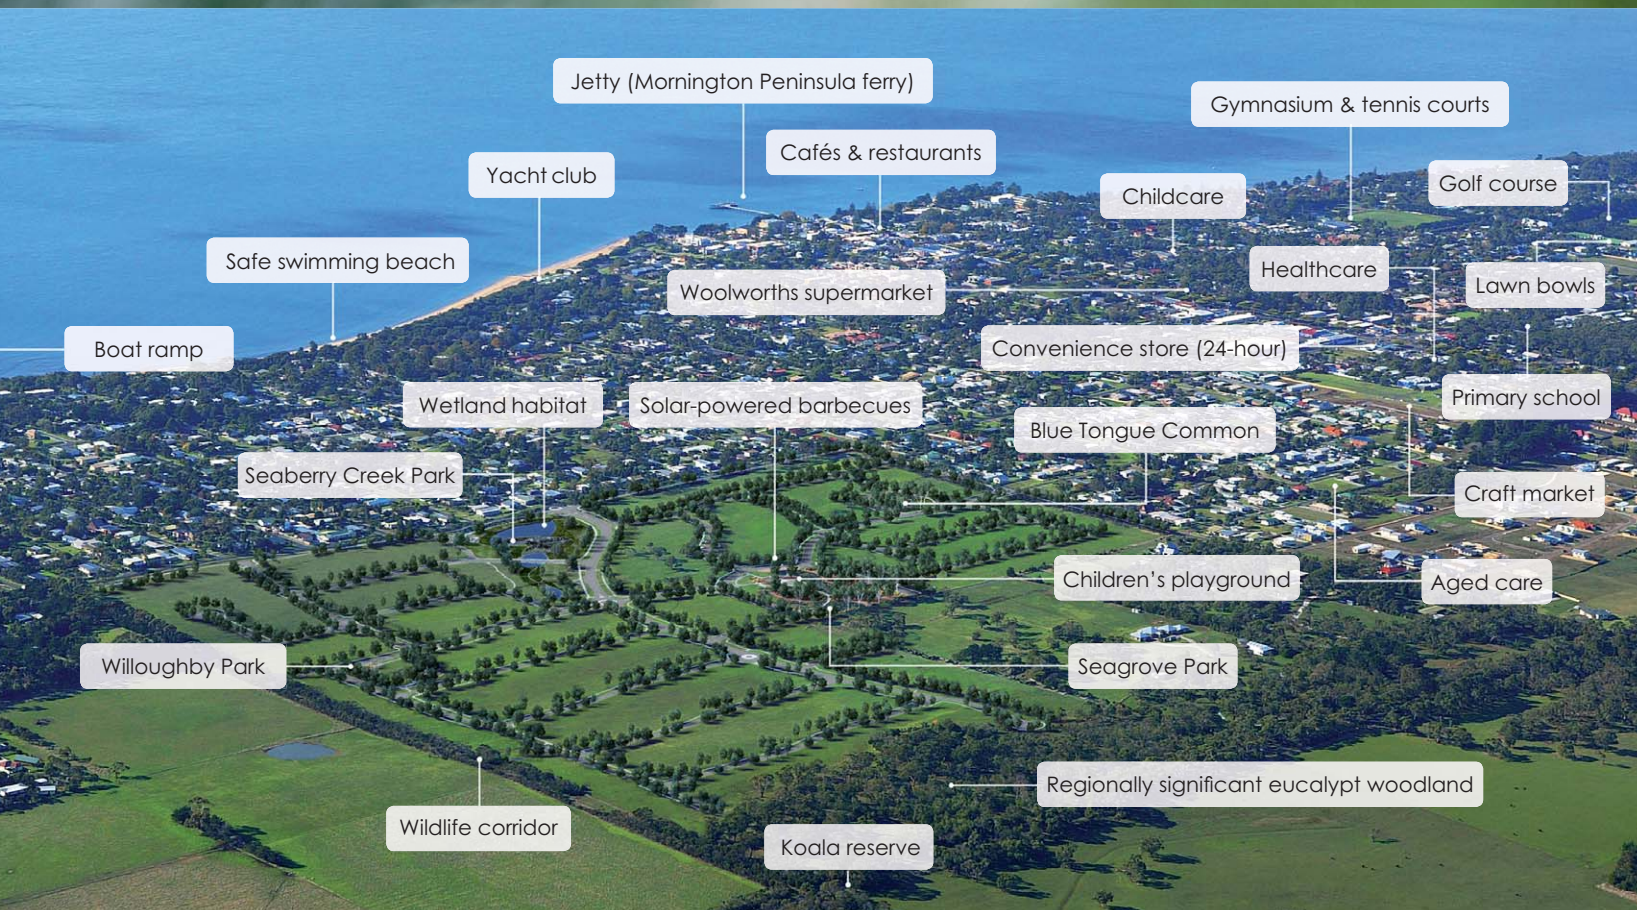 Jetty (Mornington Peninsula ferry)
Gymnasium & tennis courts
Cafés & restaurants
Yacht club
Golf course
Childcare
Safe swimming beach
Healthcare
Lawn bowls
Woolworths supermarket
Boat ramp
Convenience store (24-hour)
Primary school
Wetland habitat
Solar-powered barbecues
Blue Tongue Common
Seaberry Creek Park
Craft market
Children's playground
Aged care
Willoughby Park
Seagrove Park
Regionally significant eucalypt woodland
Wildlife corridor
Koala reserve